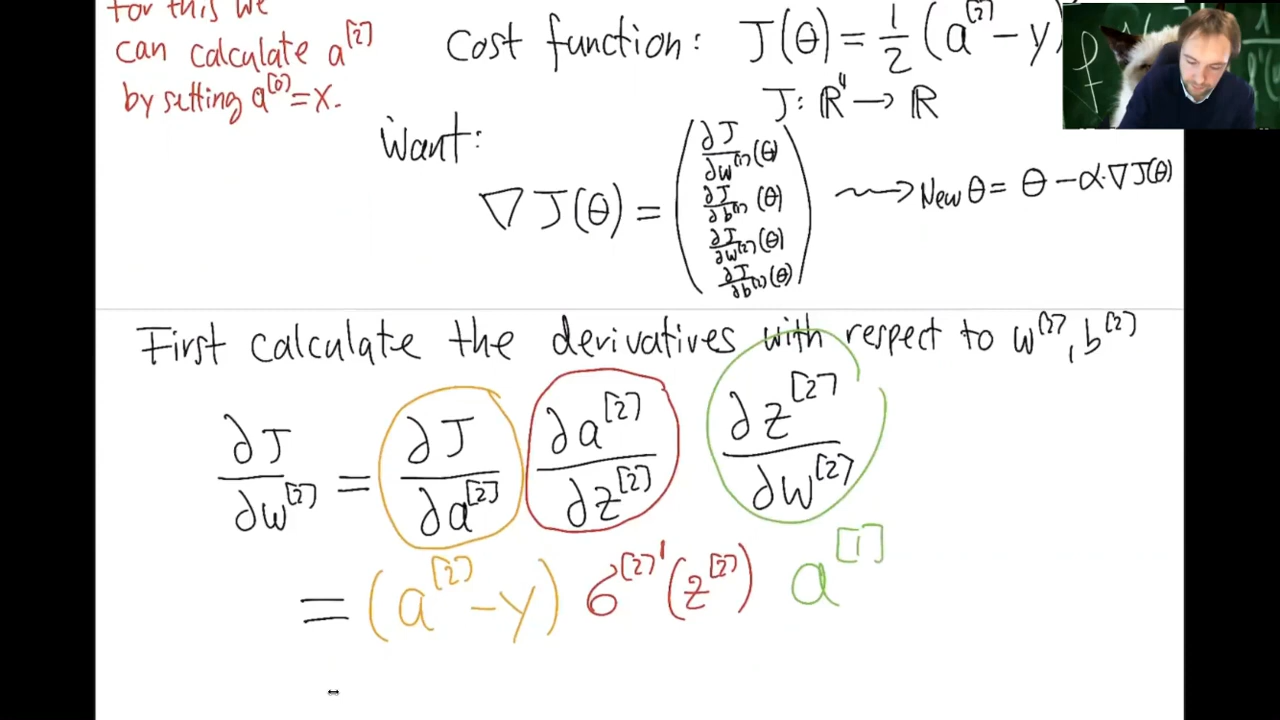 for this we
can calculate a^[2]
by setting a^[0] = x.
Cost function: J(θ) = 1/2 (a^[2] − y)
J: ℝ^4 → ℝ
Want:
∇J(θ) = (∂J/∂w^[1] (θ)
∂J/∂b^[1] (θ)
∂J/∂w^[2] (θ)
∂J/∂b^[2] (θ)) ⇝ New θ = θ − α·∇J(θ)
First calculate the derivatives with respect to w^[2], b^[2]
∂J/∂w^[2] = ∂J/∂a^[2] ∂a^[2]/∂z^[2] ∂z^[2]/∂w^[2]
= (a^[2] − y) σ^[2]′ (z^[2]) a^[1]